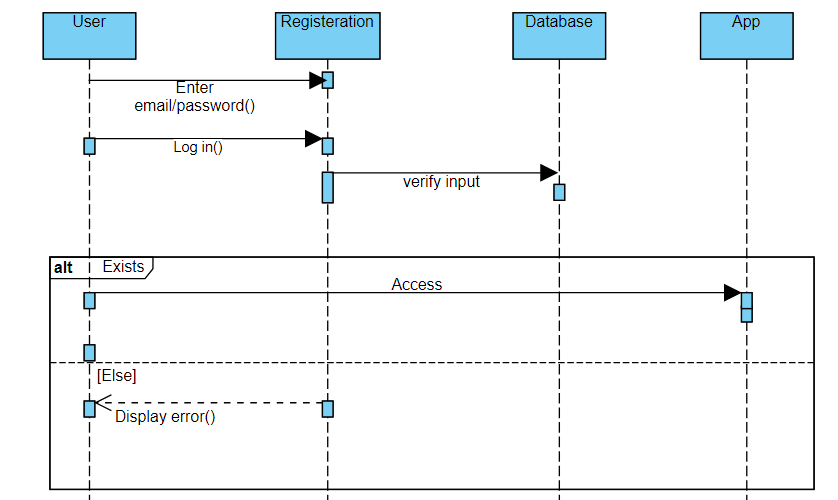 User
Registeration
Database
App
Enter
email/password()
Log in()
verify input
alt Exists
Access
[Else]
Display error()